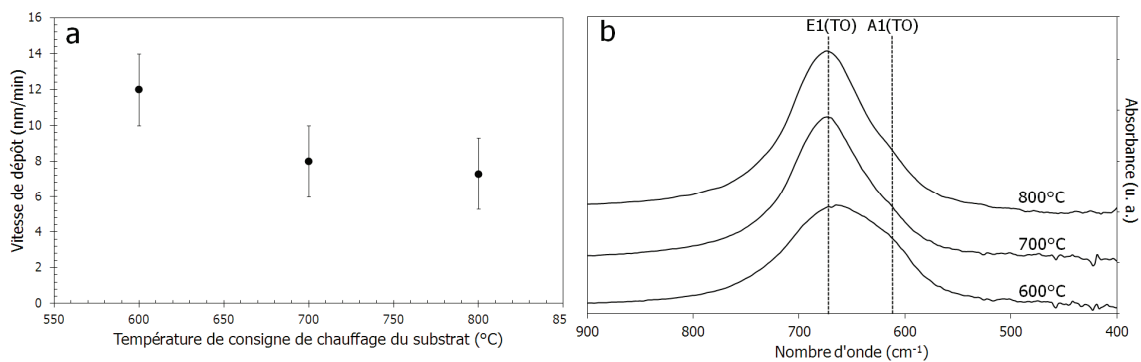 a
16
14
12
10
8
6
4
2
0
Vitesse de dépôt (nm/min)
550
600
650
700
750
800
85
Température de consigne de chauffage du substrat (°C)
b
E1(TO)
A1(TO)
800°C
700°C
600°C
Absorbance (u. a.)
900
800
700
600
500
400
Nombre d'onde (cm⁻¹)